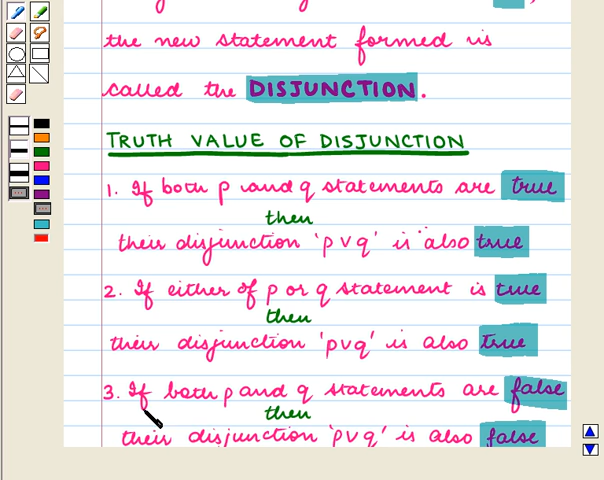 the new statement formed is
called the DISJUNCTION.
TRUTH VALUE OF DISJUNCTION
1. If both p and q statements are true
then
their disjunction 'p v q' is also true
2. If either of p or q statement is true
then
their disjunction 'p v q' is also true
3. If both p and q statements are false
then
their disjunction 'p v q' is also false